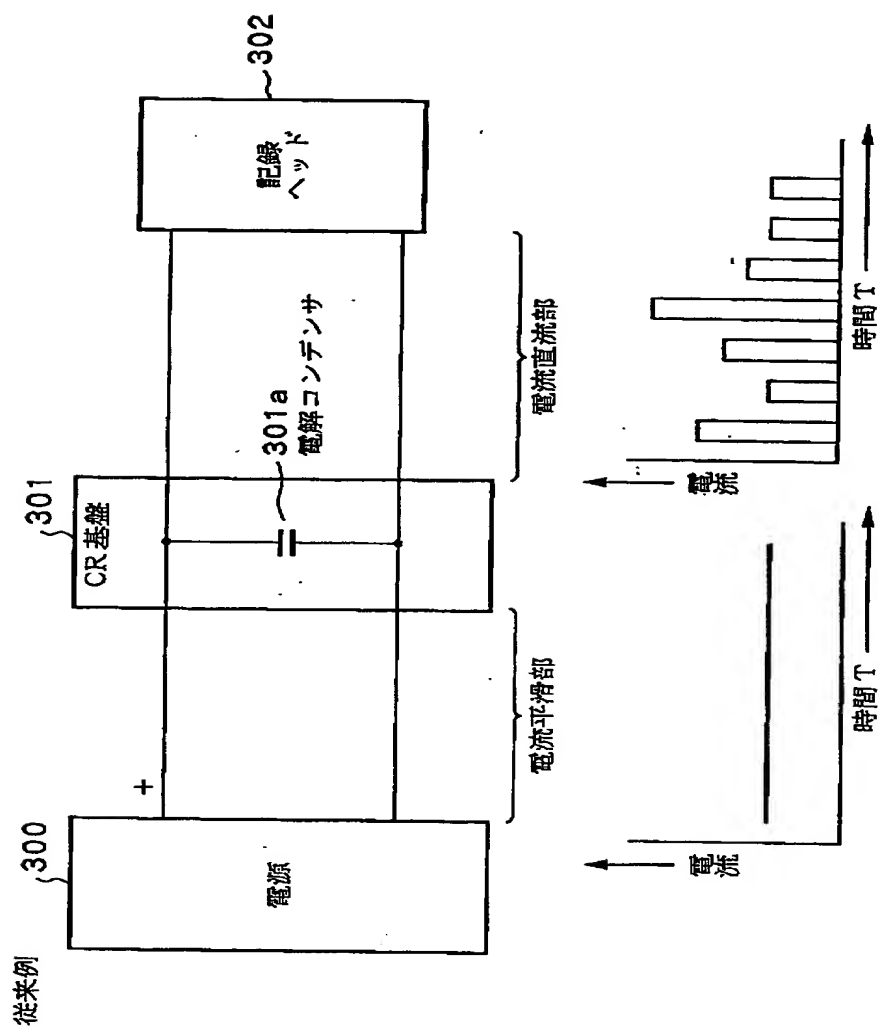 従来例
300
電源
+
301
CR基盤
301a
電解コンデンサ
302
記録
ヘッド
電流平滑部
電流直流部
電流
時間 T
電流
時間 T